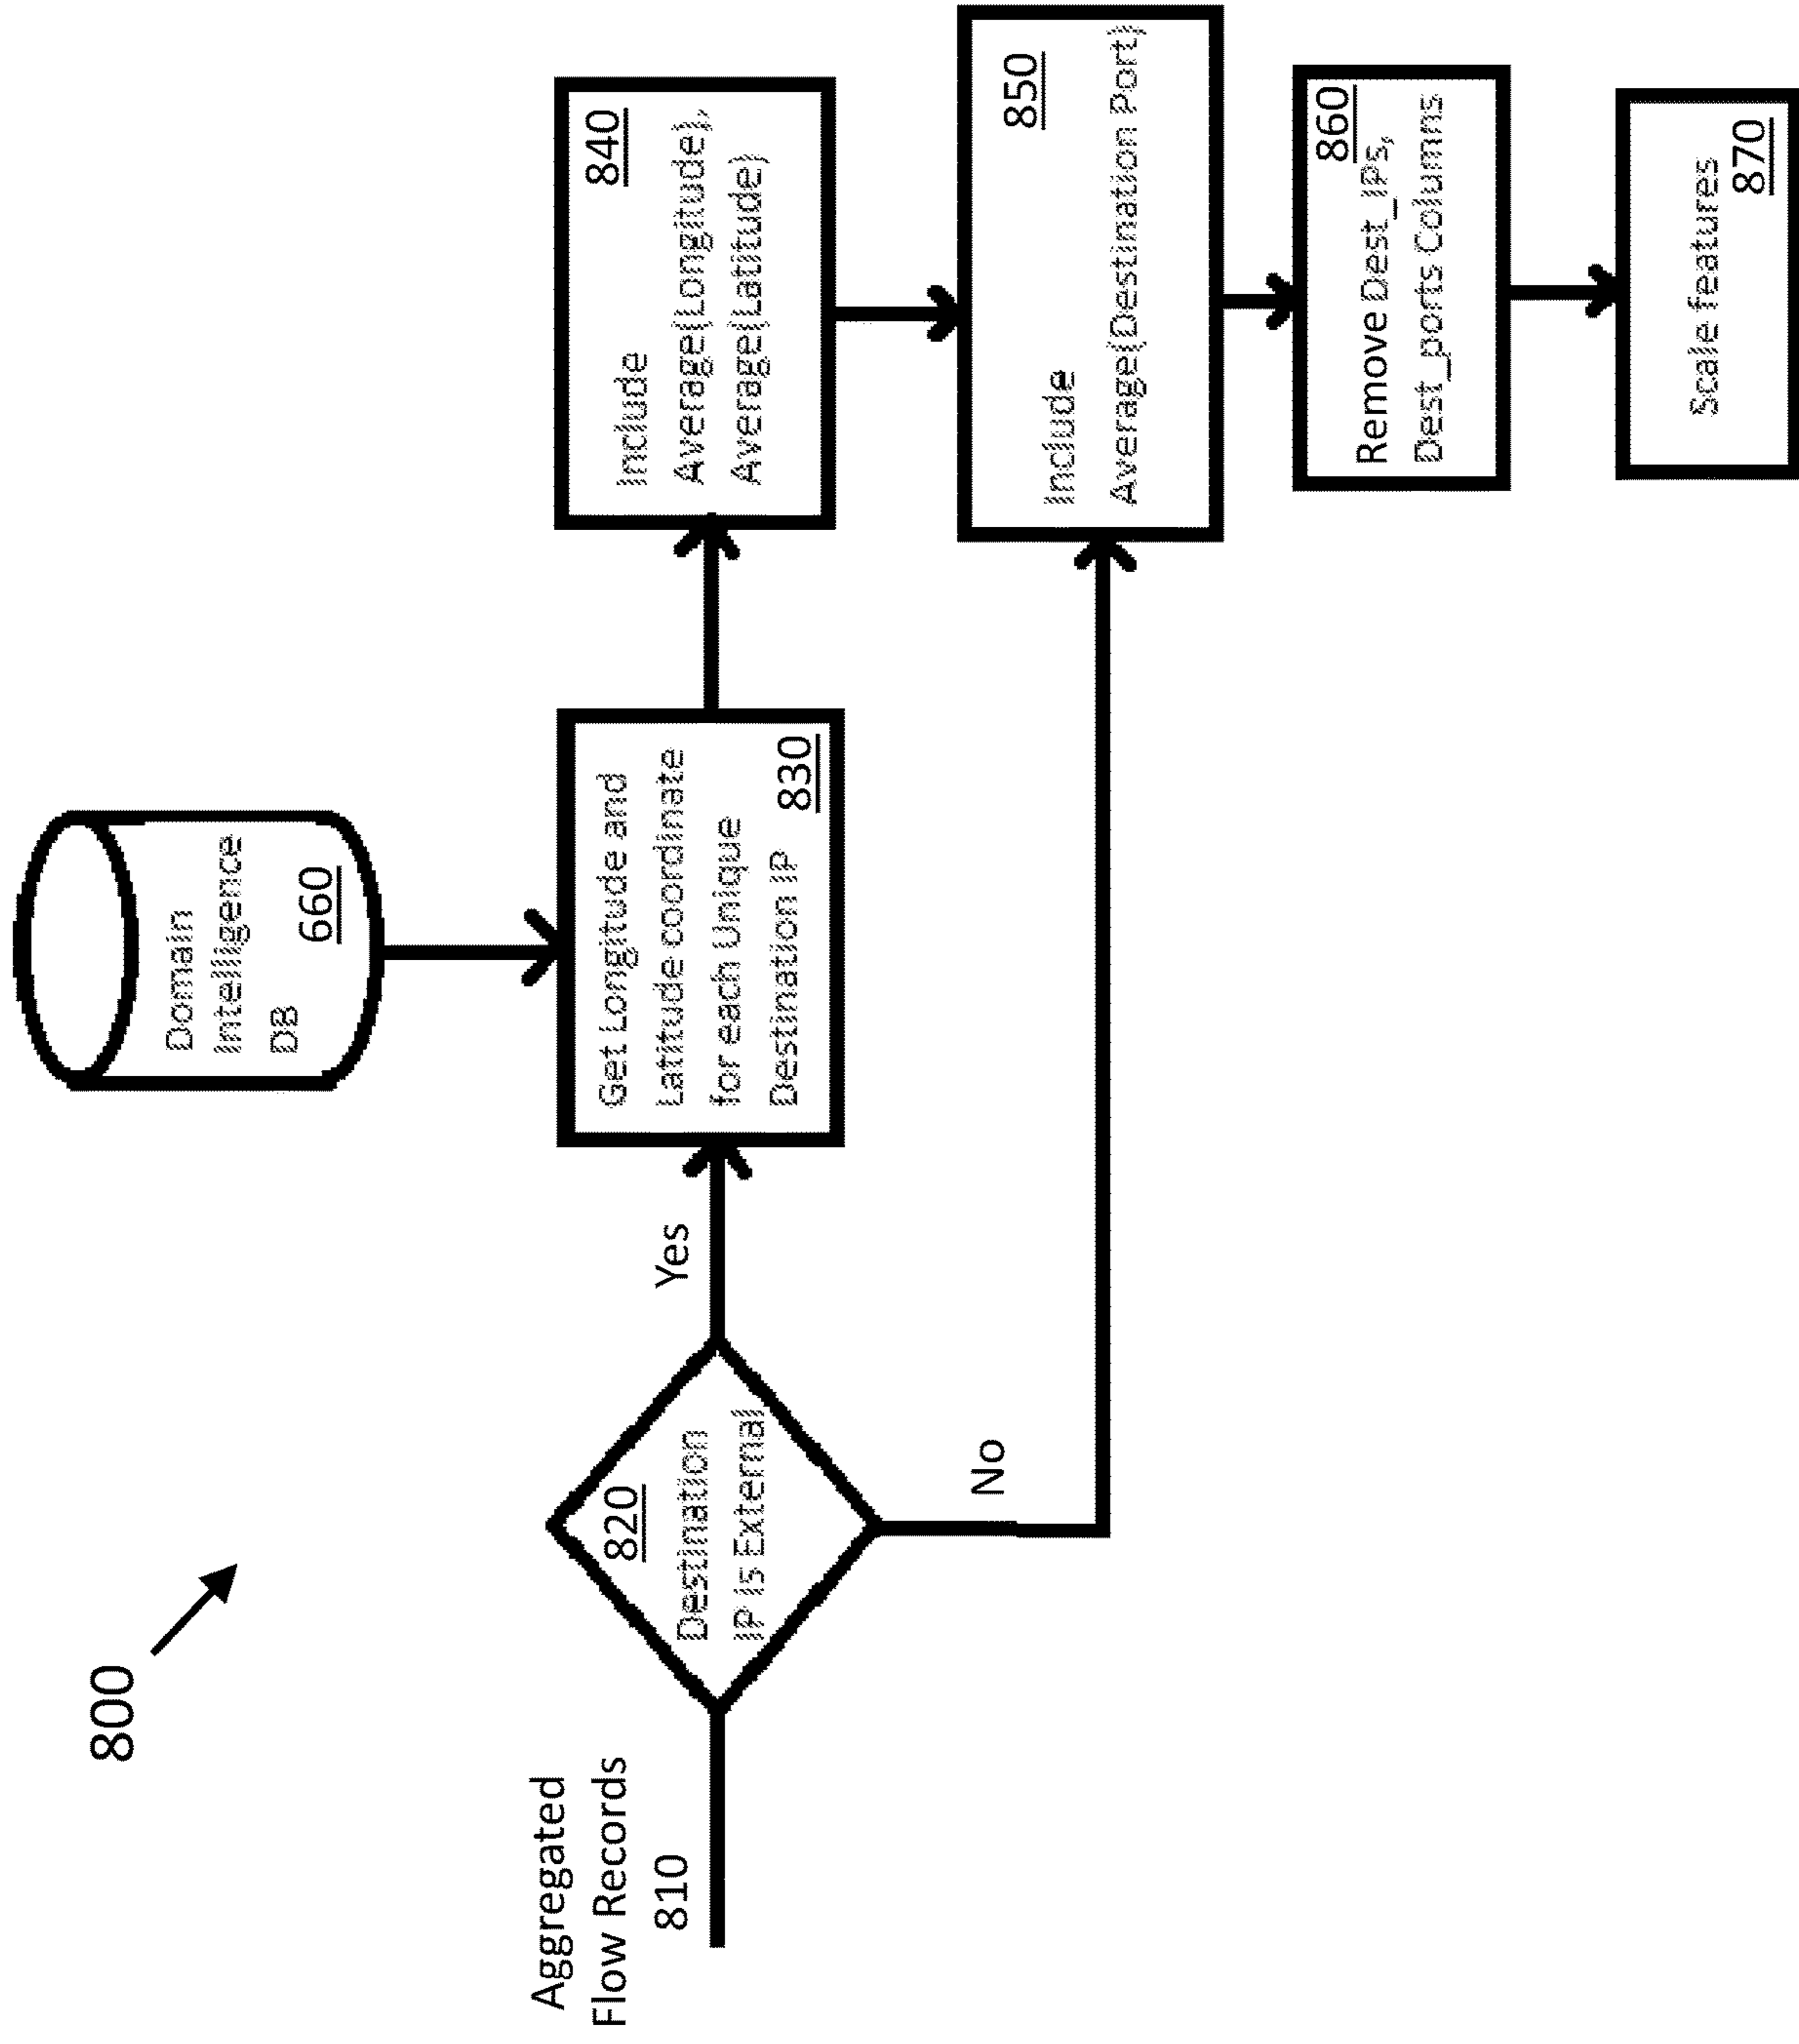 800
Aggregated
Flow Records
810
820
Destination
IP is External
Yes
No
Domain
Intelligence
DB
660
Get Longitude and
Latitude coordinate
for each Unique
Destination IP
830
840
Include
Average(Longitude),
Average(Latitude)
850
Include
Average(Destination Port)
860
Remove Dest_IPs,
Dest_ports Columns
Scale features
870